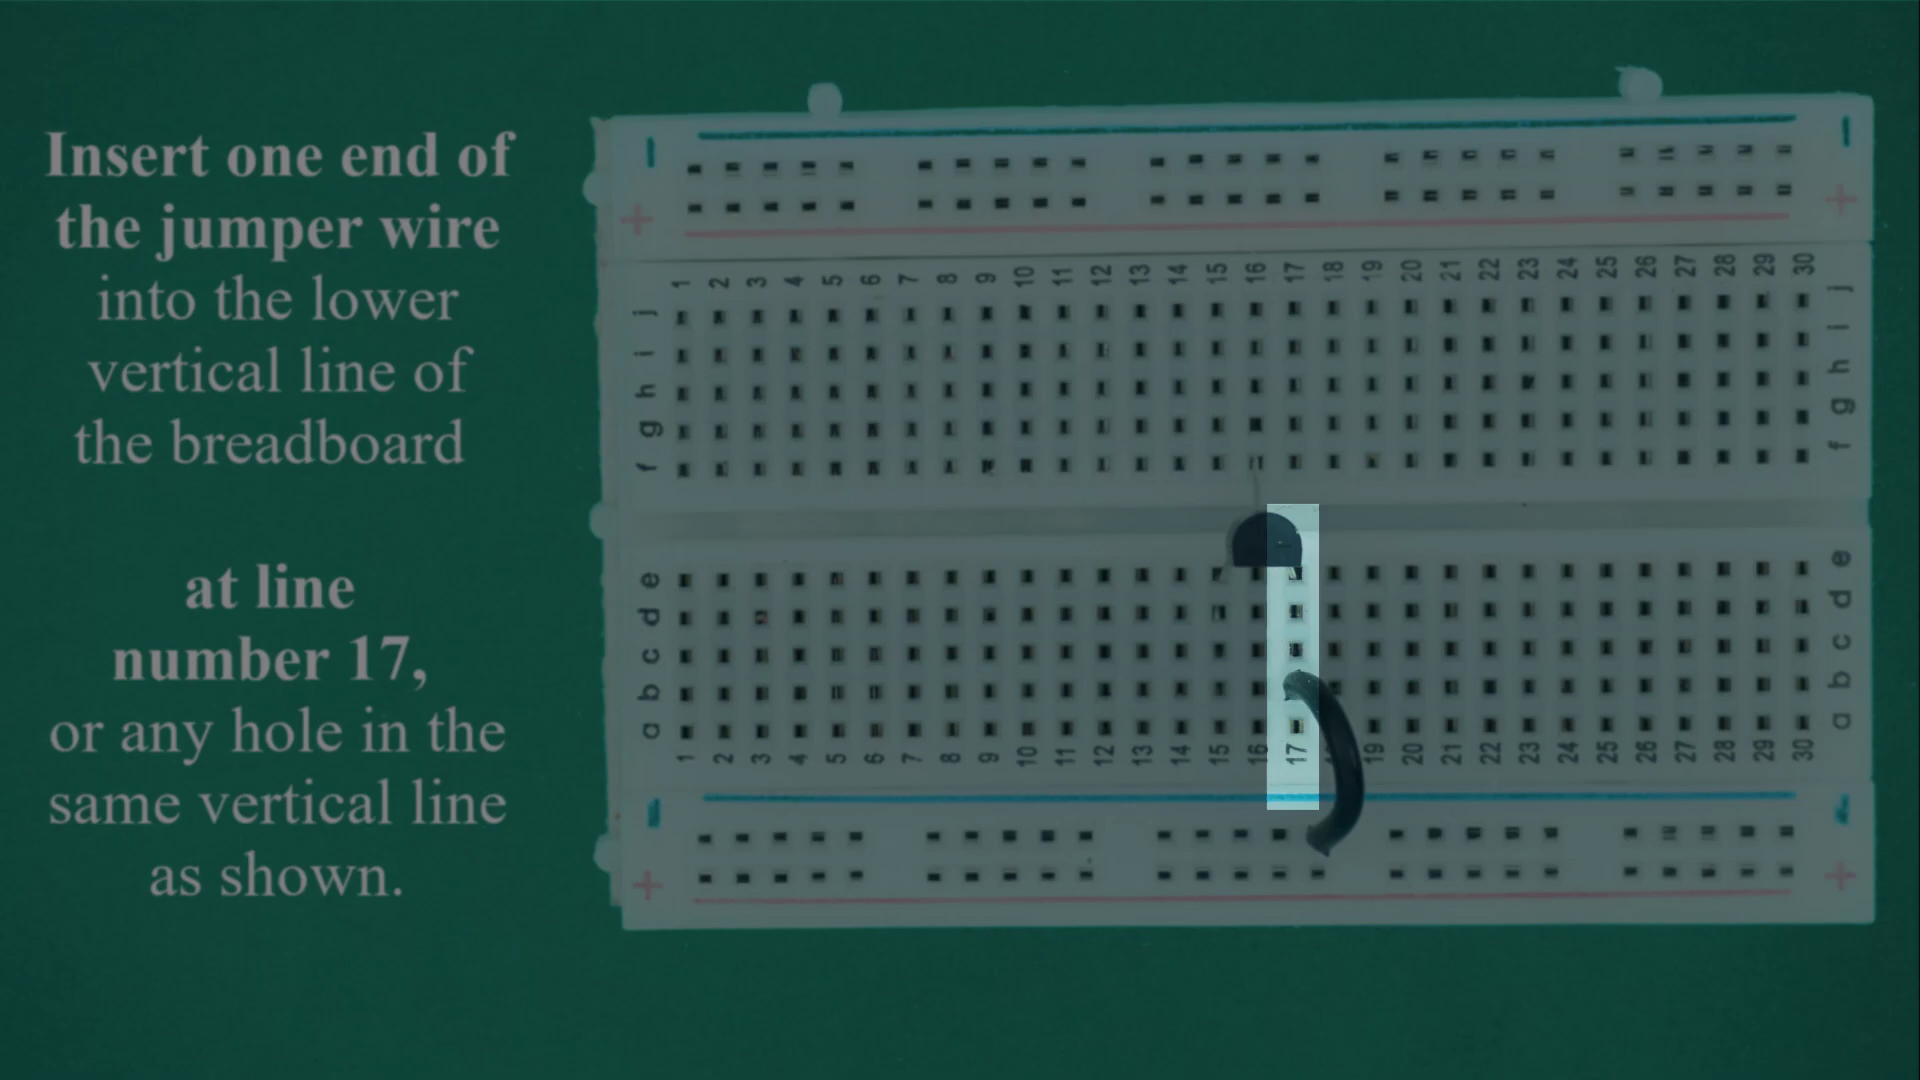 Insert one end of
the jumper wire
into the lower
vertical line of
the breadboard
at line
number 17,
or any hole in the
same vertical line
as shown.
- -
+ +
1 2 3 4 5 6 7 8 9 10 11 12 13 14 15 16 17 18 19 20 21 22 23 24 25 26 27 28 29 30
j j
i i
h h
g g
f f
e e
d d
c c
b b
a a
1 2 3 4 5 6 7 8 9 10 11 12 13 14 15 16 17 19 20 21 22 23 24 25 26 27 28 29 30
- -
+ +